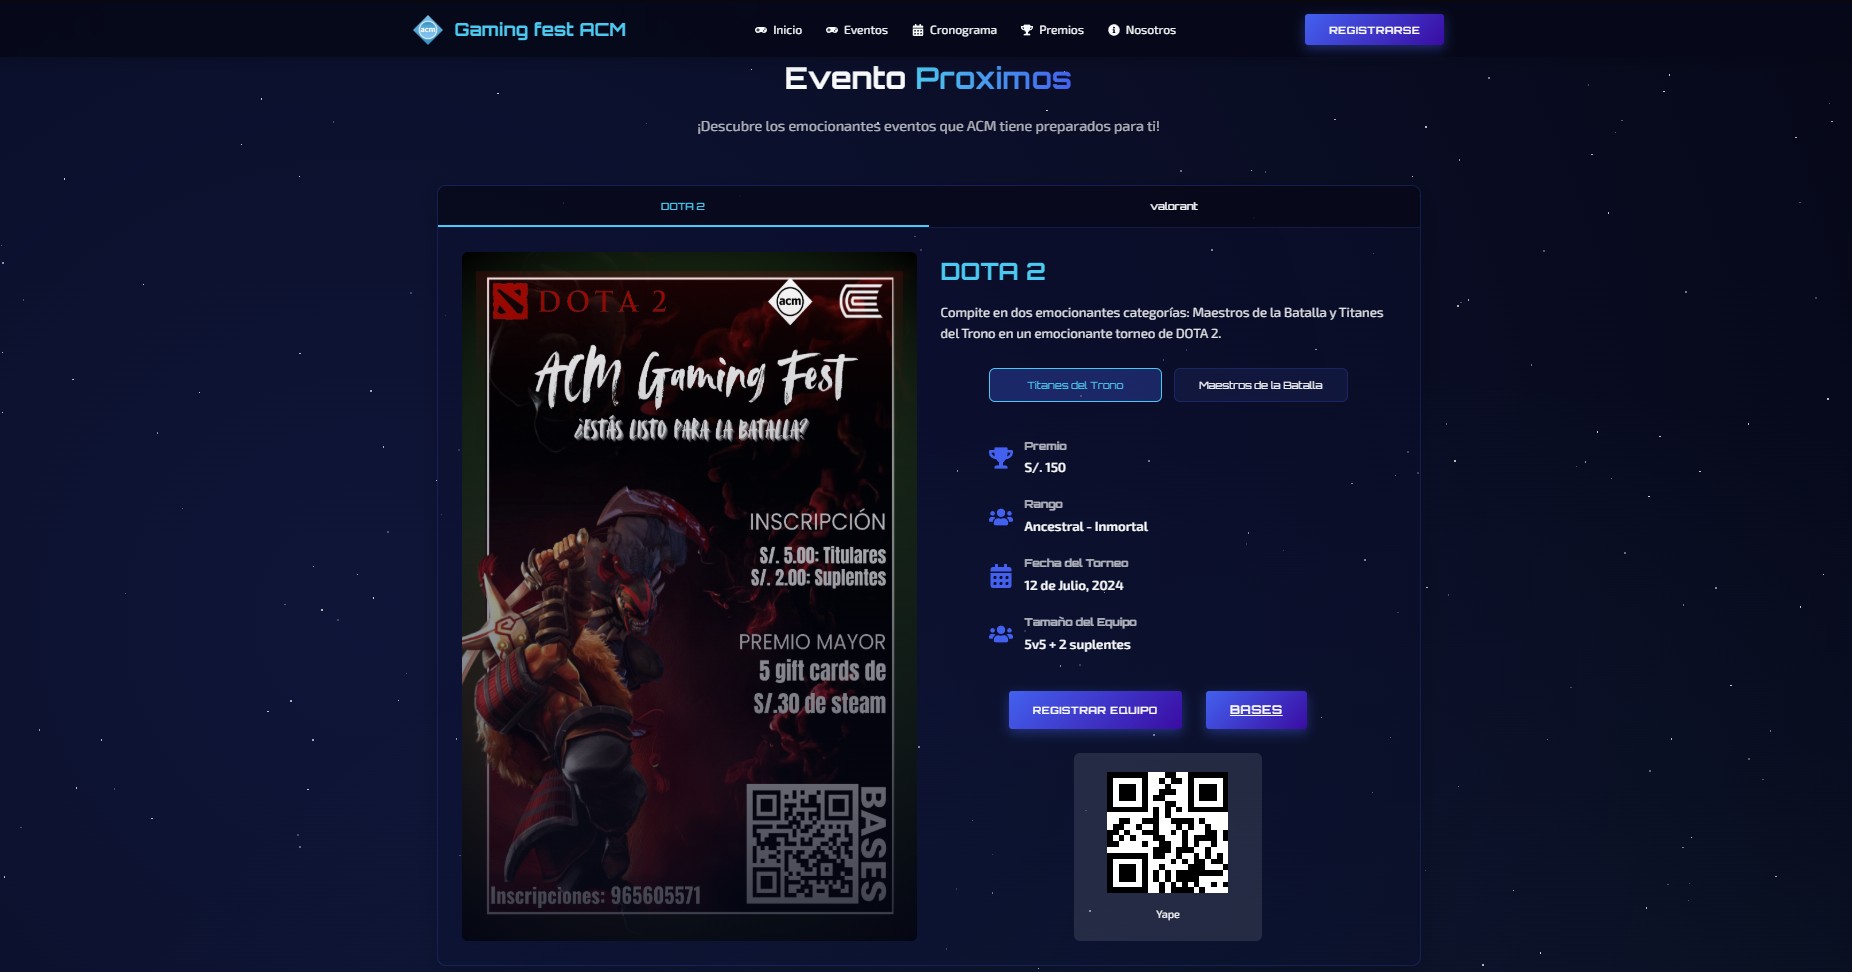 acm
Gaming fest ACM
Inicio
Eventos
Cronograma
Premios
Nosotros
REGISTRARSE
Evento Proximos
¡Descubre los emocionantes eventos que ACM tiene preparados para ti!
DOTA 2
valorant
DOTA 2
acm
ACM Gaming Fest
¿ESTÁS LISTO PARA LA BATALLA?
INSCRIPCIÓN
S/. 5.00: Titulares
S/. 2.00: Suplentes
PREMIO MAYOR
5 gift cards de
S/.30 de steam
BASES
Inscripciones: 965605571
DOTA 2
Compite en dos emocionantes categorías: Maestros de la Batalla y Titanes
del Trono en un emocionante torneo de DOTA 2.
Titanes del Trono
Maestros de la Batalla
Premio
S/. 150
Rango
Ancestral - Inmortal
Fecha del Torneo
12 de Julio, 2024
Tamaño del Equipo
5v5 + 2 suplentes
REGISTRAR EQUIPO
BASES
Yape